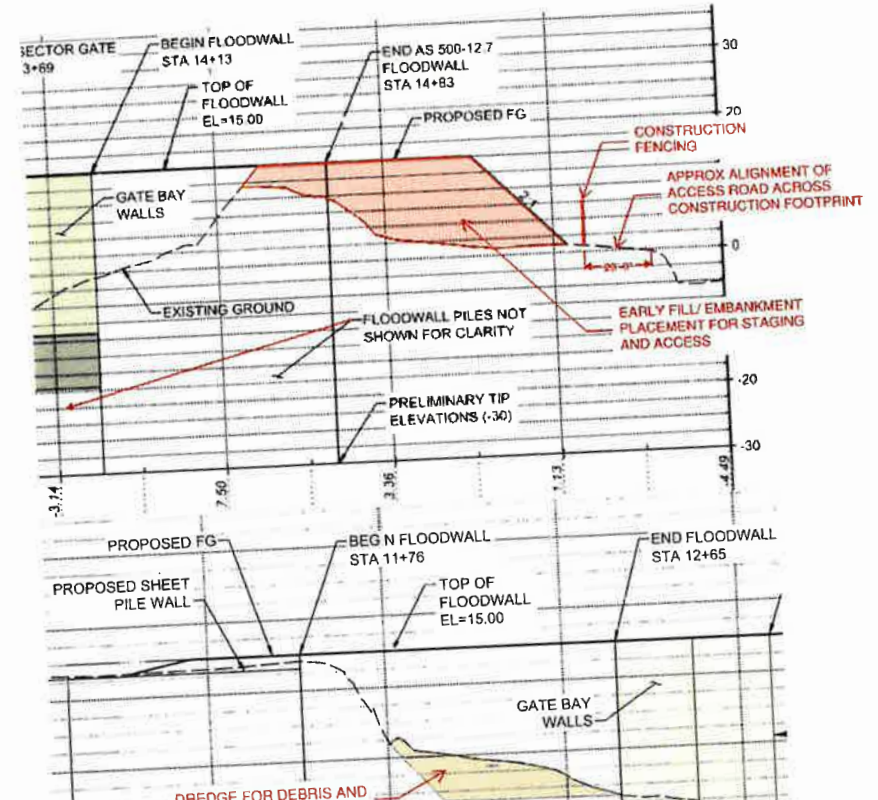 SECTOR GATE
3+69
BEGIN FLOODWALL
STA 14+13
TOP OF
FLOODWALL
EL=15.00
END AS 500-12.7
FLOODWALL
STA 14+83
PROPOSED FG
CONSTRUCTION
FENCING
APPROX ALIGNMENT OF
ACCESS ROAD ACROSS
CONSTRUCTION FOOTPRINT
GATE BAY
WALLS
EXISTING GROUND
FLOODWALL PILES NOT
SHOWN FOR CLARITY
EARLY FILL/ EMBANKMENT
PLACEMENT FOR STAGING
AND ACCESS
PRELIMINARY TIP
ELEVATIONS (-30)
30
20
0
-20
-30
-3.14
7.50
3.36
1.13
-4.49
PROPOSED FG
PROPOSED SHEET
PILE WALL
BEG N FLOODWALL
STA 11+76
TOP OF
FLOODWALL
EL=15.00
END FLOODWALL
STA 12+65
GATE BAY
WALLS
DREDGE FOR DEBRIS AND